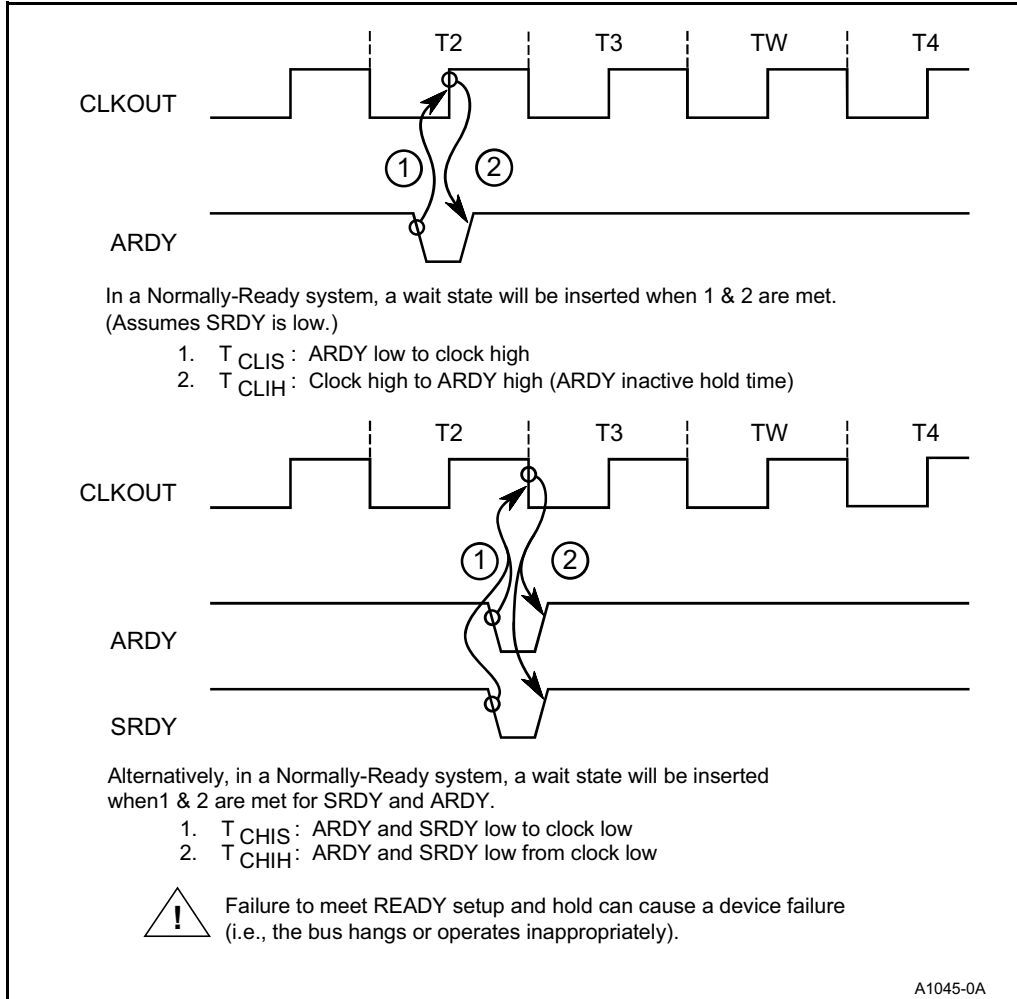 T2 T3 TW T4
CLKOUT
1 2
ARDY
In a Normally-Ready system, a wait state will be inserted when 1 & 2 are met.
(Assumes SRDY is low.)
1. T CLIS : ARDY low to clock high
2. T CLIH : Clock high to ARDY high (ARDY inactive hold time)
T2 T3 TW T4
CLKOUT
1 2
ARDY
SRDY
Alternatively, in a Normally-Ready system, a wait state will be inserted
when1 & 2 are met for SRDY and ARDY.
1. T CHIS : ARDY and SRDY low to clock low
2. T CHIH : ARDY and SRDY low from clock low
! Failure to meet READY setup and hold can cause a device failure
(i.e., the bus hangs or operates inappropriately).
A1045-0A